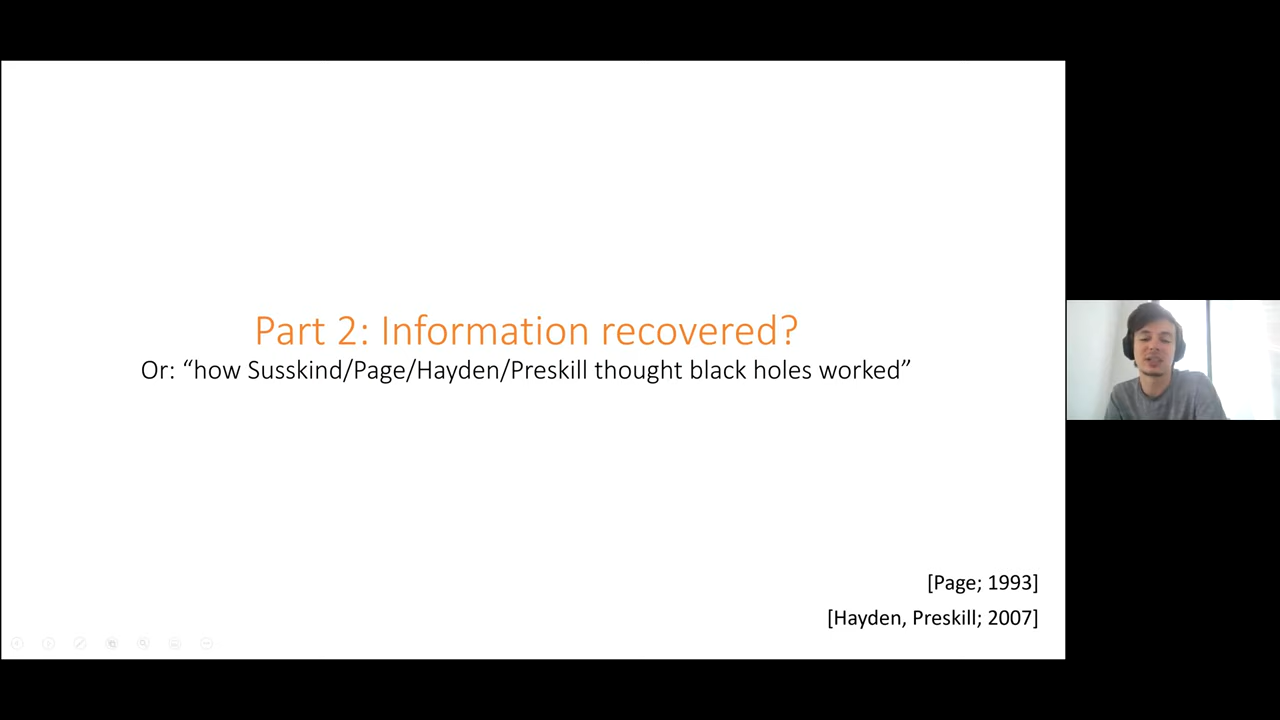 Part 2: Information recovered?
Or: “how Susskind/Page/Hayden/Preskill thought black holes worked”
[Page; 1993]
[Hayden, Preskill; 2007]